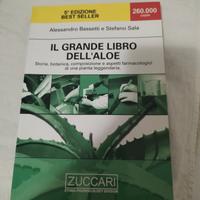 5ª EDIZIONE
BEST SELLER
260.000
COPIE
Alessandro Bassetti e Stefano Sala
IL GRANDE LIBRO
DELL'ALOE
Storia, botanica, composizione e aspetti farmacologici
di una pianta leggendaria.
ZUCCARI